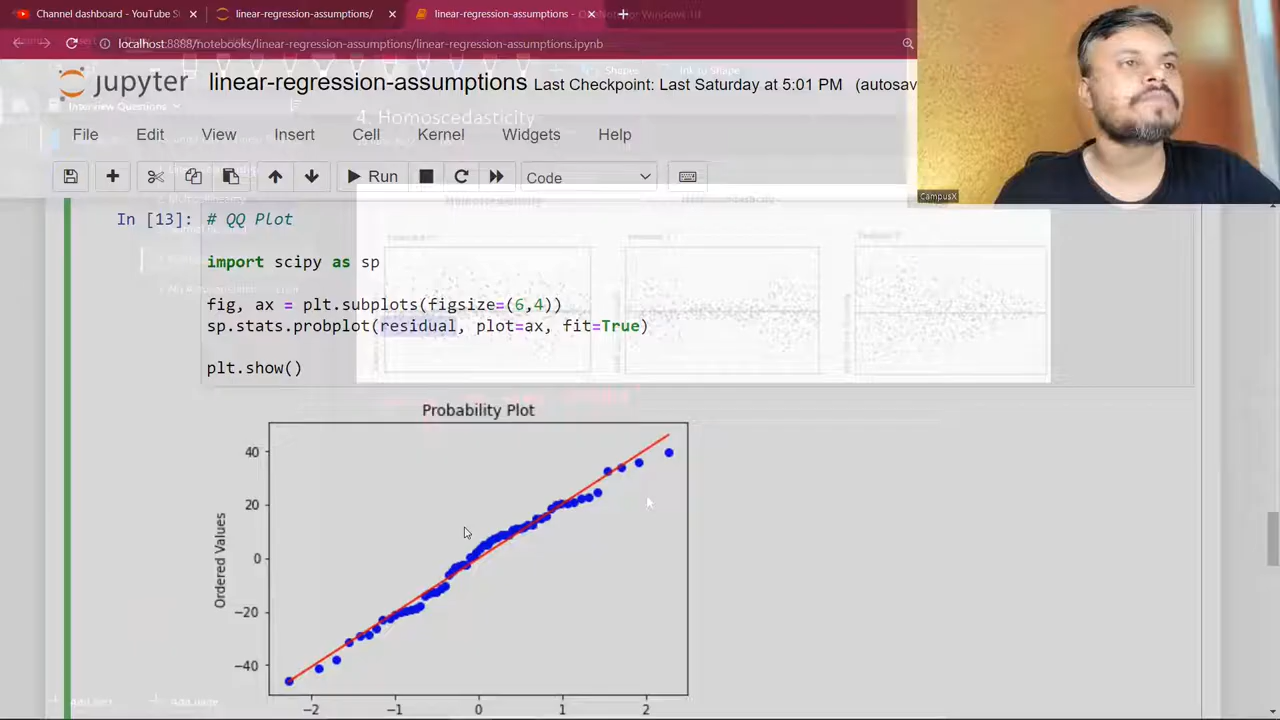 Channel dashboard - YouTube S
linear-regression-assumptions/
linear-regression-assumptions -
localhost:8888/notebooks/linear-regression-assumptions/linear-regression-assumptions.ipynb
jupyter linear-regression-assumptions Last Checkpoint: Last Saturday at 5:01 PM (autosav
Interview Questions
4. Homoscedasticity
File Edit View Insert Cell Kernel Widgets Help
Run Code
CampusX
In [13]: # QQ Plot
import scipy as sp
fig, ax = plt.subplots(figsize=(6,4))
sp.stats.probplot(residual, plot=ax, fit=True)
plt.show()
Probability Plot
Ordered Values
40
20
0
−20
−40
−2 −1 0 1 2